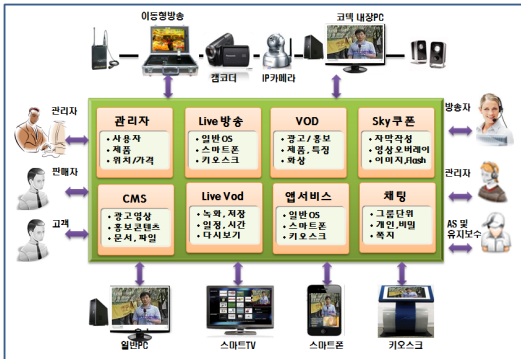 이동형방송
코덱 내장PC
캠코더
IP카메라
관리자
판매자
고객
관리자
• 사용자
• 제품
• 위치/가격
Live 방송
• 일반OS
• 스마트폰
• 키오스크
VOD
• 광고/홍보
• 제품, 특징
• 화상
Sky쿠폰
• 자막작성
• 영상오버레이
• 이미지,Flash
CMS
• 광고영상
• 홍보콘텐츠
• 문서, 파일
Live Vod
• 녹화, 저장
• 일정, 시간
• 다시보기
앱서비스
• 일반OS
• 스마트폰
• 키오스크
채팅
• 그룹단위
• 개인,비밀
• 쪽지
방송자
관리자
AS 및
유지보수
일반PC
스마트TV
스마트폰
키오스크